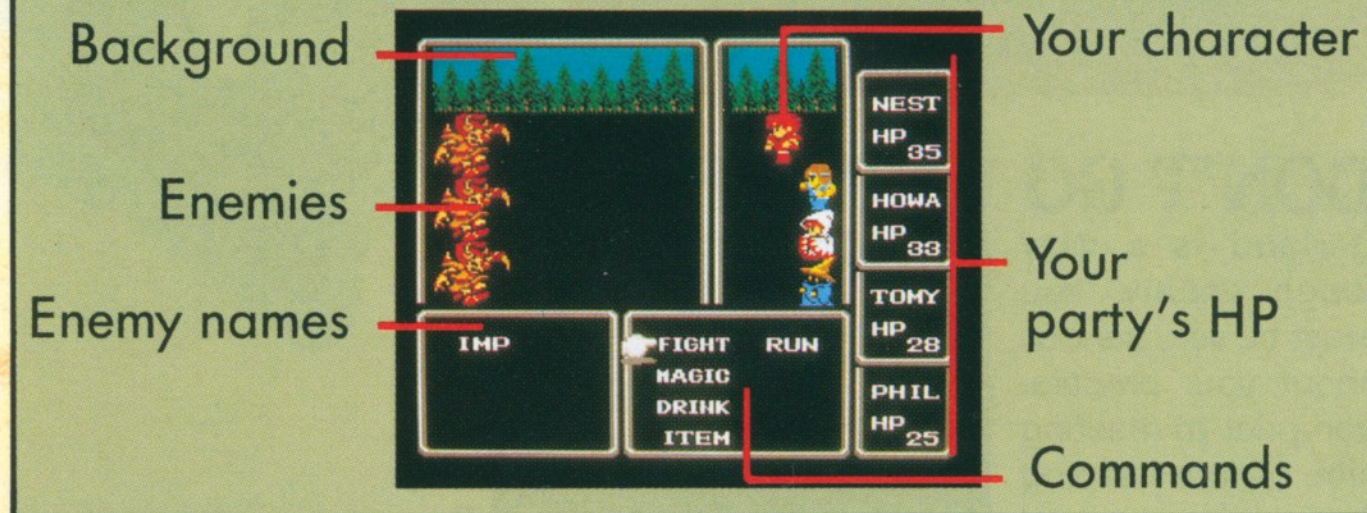 Background
Enemies
Enemy names
NEST
HP
35
HOWA
HP
33
TOMY
HP
28
PHIL
HP
25
IMP
FIGHT RUN
MAGIC
DRINK
ITEM
Your character
Your
party's HP
Commands